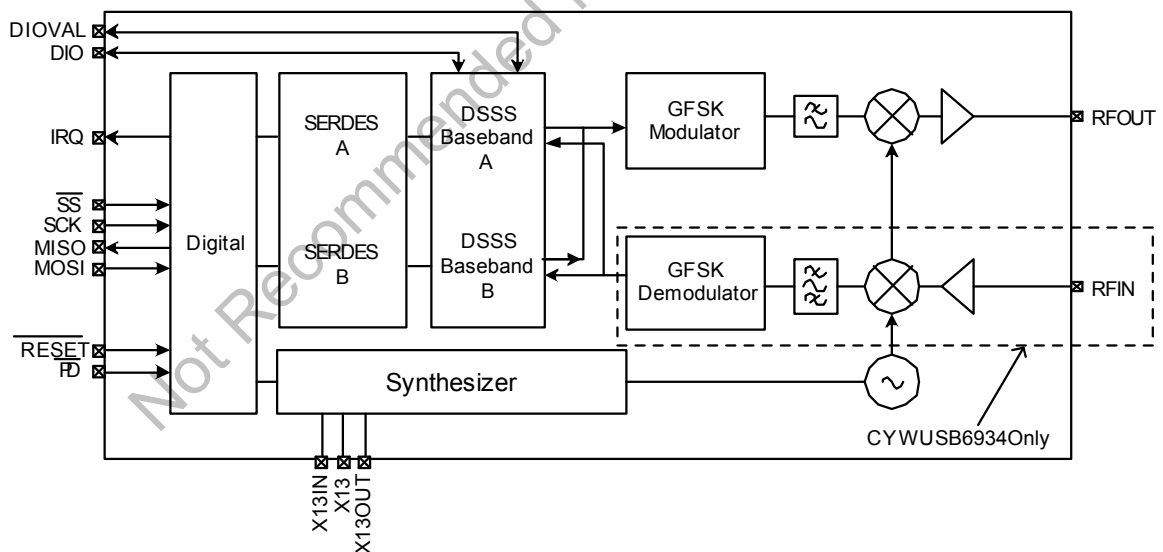 DIOVAL
DIO
IRQ
SS
SCK
MISO
MOSI
RESET
PD
Digital
SERDES
A
SERDES
B
DSSS
Baseband
A
DSSS
Baseband
B
GFSK
Modulator
GFSK
Demodulator
RFOUT
RFIN
Synthesizer
CYWUSB6934Only
X13IN
X13
X13OUT
Not Recommended